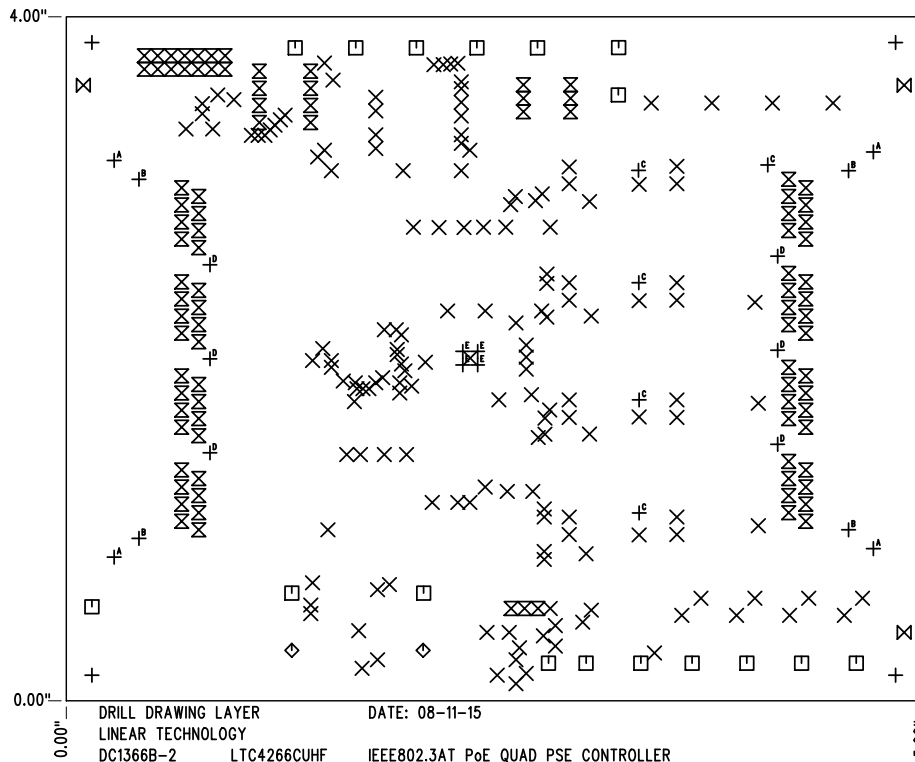 4.00"
A
B
C
C
A
B
D
D
C
D
E E
E E
D
C
D
D
C
B
A
B
A
0.00"
DRILL DRAWING LAYER DATE: 08-11-15
LINEAR TECHNOLOGY
DC1366B-2 LTC4266CUHF IEEE802.3AT PoE QUAD PSE CONTROLLER
0.00"